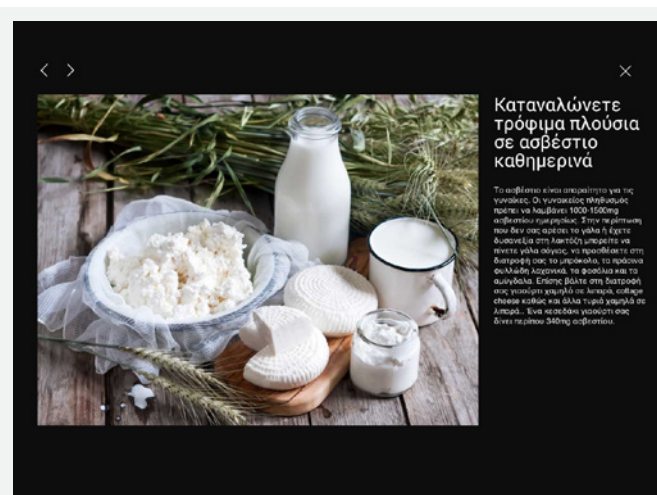 Καταναλώνετε
τρόφιμα πλούσια
σε ασβέστιο
καθημερινά
Το ασβέστιο είναι απαραίτητο για τις
γυναίκες. Οι γυναικείος πληθυσμός
πρέπει να λαμβάνει 1000-1500mg
ασβεστίου ημερησίως. Στην περίπτωση
που δεν σας αρέσει το γάλα ή έχετε
δυσανεξία στη λακτόζη μπορείτε να
πίνετε γάλα σόγιας, να προσθέσετε στη
διατροφή σας το μπρόκολο, τα πράσινα
φυλλώδη λαχανικά, τα φασόλια και τα
αμύγδαλα. Επίσης βάλτε στη διατροφή
σας γιαούρτι χαμηλό σε λιπαρά, cottage
cheese καθώς και άλλα τυριά χαμηλά σε
λιπαρά.. Ένα κεσεδάκι γιαούρτι σας
δίνει περίπου 340mg ασβεστίου.